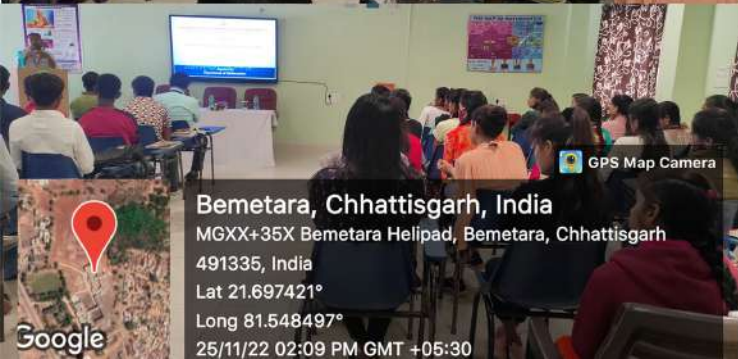 GPS Map Camera
Bemetara, Chhattisgarh, India
MGXX+35X Bemetara Helipad, Bemetara, Chhattisgarh
491335, India
Lat 21.697421°
Long 81.548497°
25/11/22 02:09 PM GMT +05:30
Google